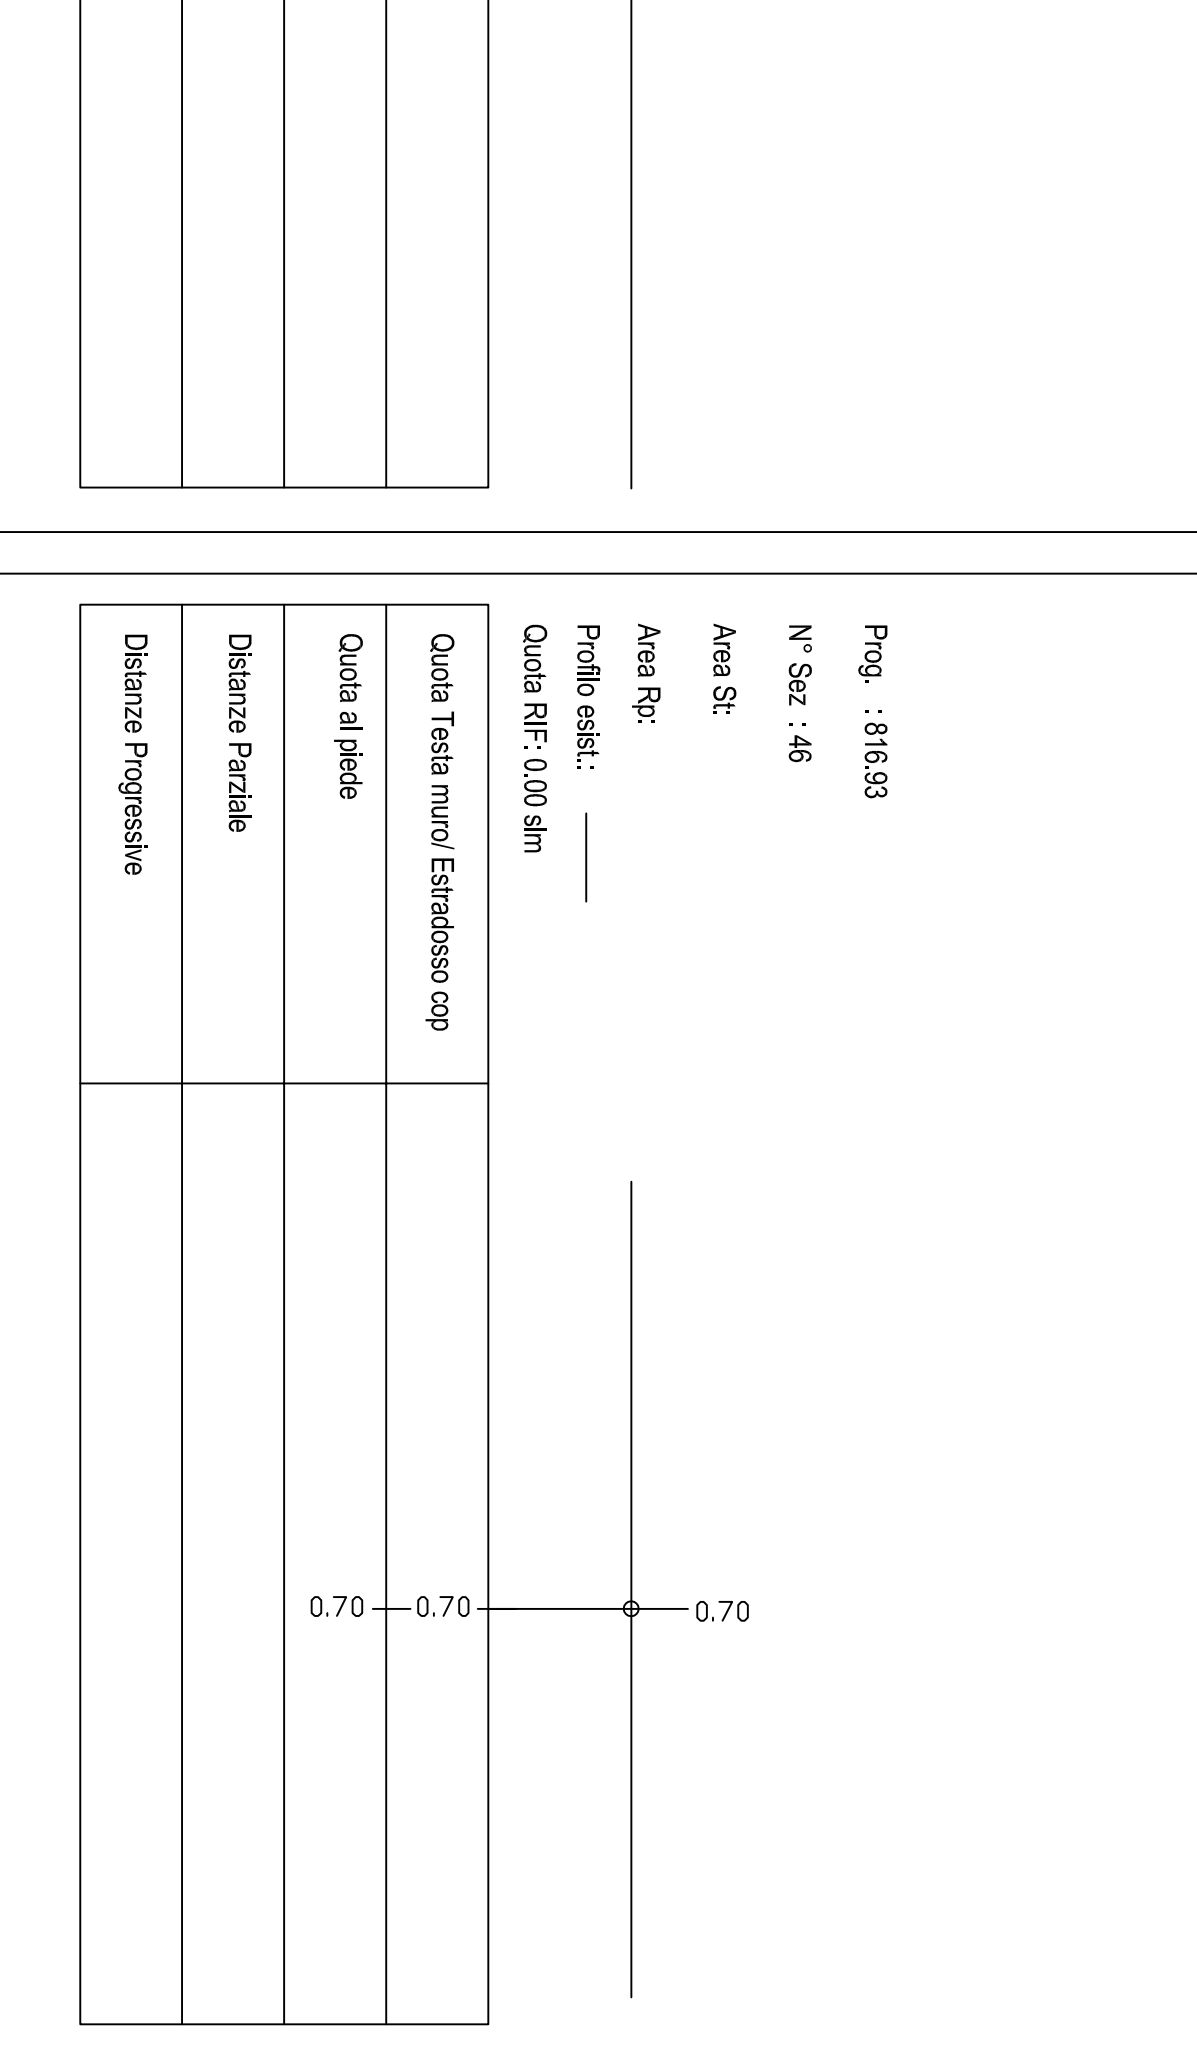 Prog. : 816.93
N° Sez : 46
Area St:
Area Rp:
Profilo esist.:
Quota RIF: 0.00 slm
0.70
Quota Testa muro/ Estradosso cop
0.70
Quota al piede
0.70
Distanze Parziale
Distanze Progressive